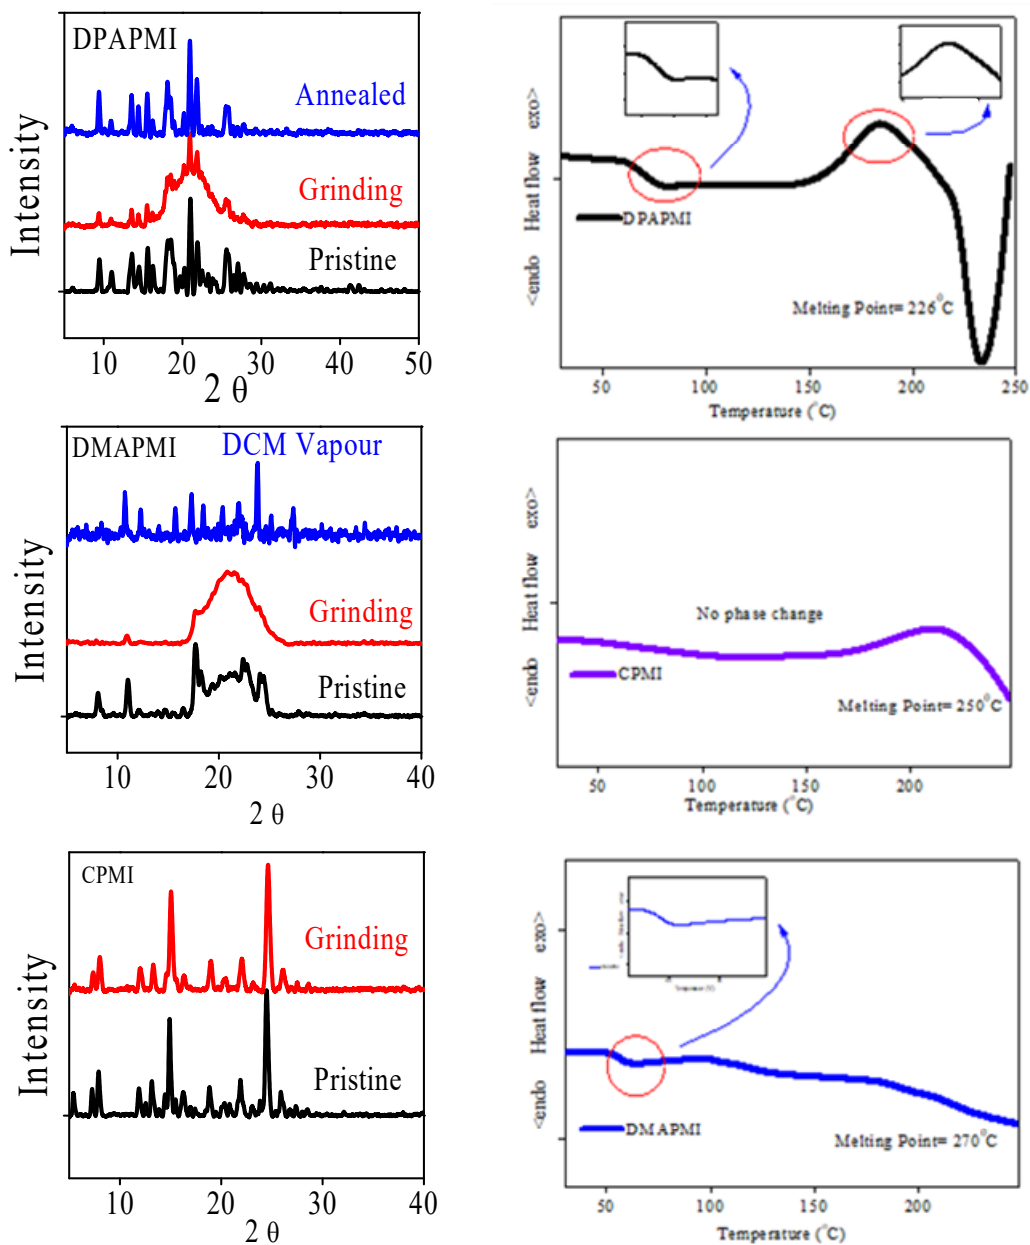 DPAPMI
Annealed
Grinding
Pristine
Intensity
10 20 30 40 50
2 θ
exo>
Heat flow
<endo
DPAPMI
Melting Point= 226°C
50 100 150 200 250
Temperature (°C)
DMAPMI
DCM Vapour
Grinding
Pristine
Intensity
10 20 30 40
2 θ
exo>
Heat flow
<endo
No phase change
CPMI
Melting Point= 250°C
50 100 150 200
Temperature (°C)
CPMI
Grinding
Pristine
Intensity
10 20 30 40
2 θ
exo>
Heat flow
<endo
DMAPMI
Melting Point= 270°C
50 100 150 200
Temperature (°C)